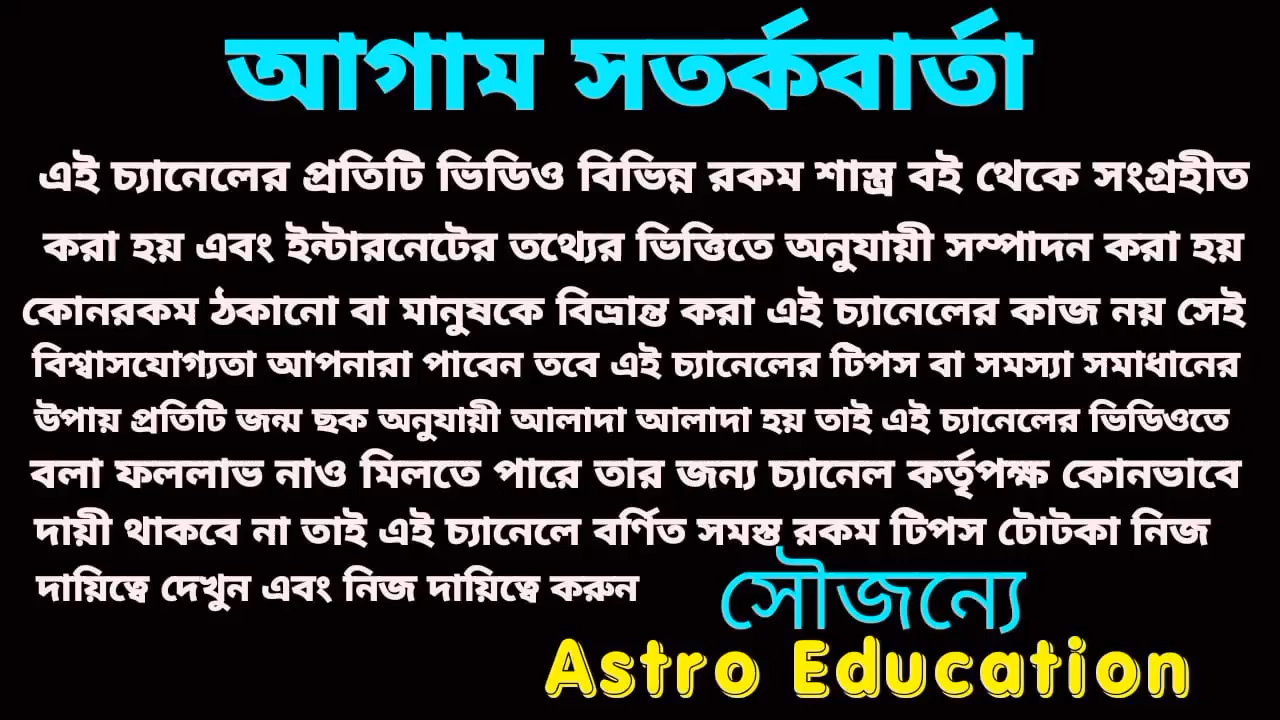 আগাম সতর্কবার্তা
এই চ্যানেলের প্রতিটি ভিডিও বিভিন্ন রকম শাস্ত্র বই থেকে সংগ্রহীত
করা হয় এবং ইন্টারনেটের তথ্যের ভিত্তিতে অনুযায়ী সম্পাদন করা হয়
কোনরকম ঠকানো বা মানুষকে বিভ্রান্ত করা এই চ্যানেলের কাজ নয় সেই
বিশ্বাসযোগ্যতা আপনারা পাবেন তবে এই চ্যানেলের টিপস বা সমস্যা সমাধানের
উপায় প্রতিটি জন্ম ছক অনুযায়ী আলাদা আলাদা হয় তাই এই চ্যানেলের ভিডিওতে
বলা ফললাভ নাও মিলতে পারে তার জন্য চ্যানেল কর্তৃপক্ষ কোনভাবে
দায়ী থাকবে না তাই এই চ্যানেলে বর্ণিত সমস্ত রকম টিপস টোটকা নিজ
দায়িত্বে দেখুন এবং নিজ দায়িত্বে করুন
সৌজন্যে
Astro Education